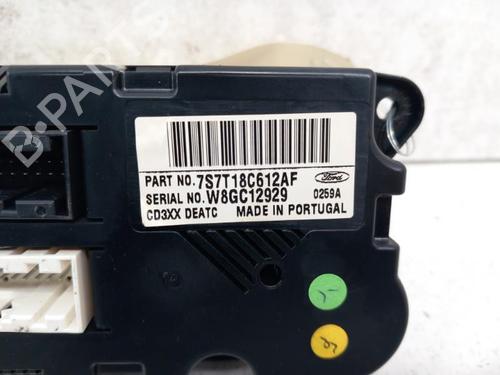 B-PARTS
PART NO. 7S7T18C612AF
SERIAL NO. W8GC12929
Ford
0259A
CD3XX DEATC MADE IN PORTUGAL